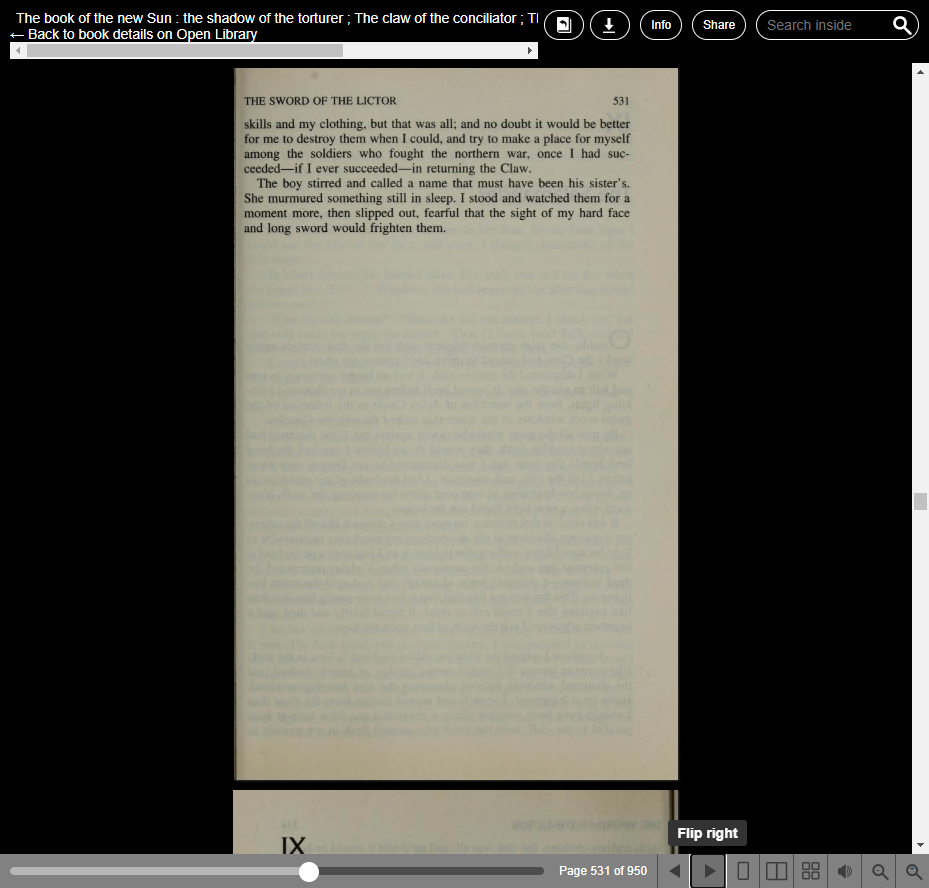 The book of the new Sun : the shadow of the torturer ; The claw of the conciliator ; Tl
← Back to book details on Open Library
Info
Share
Search inside
THE SWORD OF THE LICTOR 531
skills and my clothing, but that was all; and no doubt it would be better
for me to destroy them when I could, and try to make a place for myself
among the soldiers who fought the northern war, once I had suc-
ceeded—if I ever succeeded—in returning the Claw.
The boy stirred and called a name that must have been his sister's.
She murmured something still in sleep. I stood and watched them for a
moment more, then slipped out, fearful that the sight of my hard face
and long sword would frighten them.
IX
Flip right
Page 531 of 950